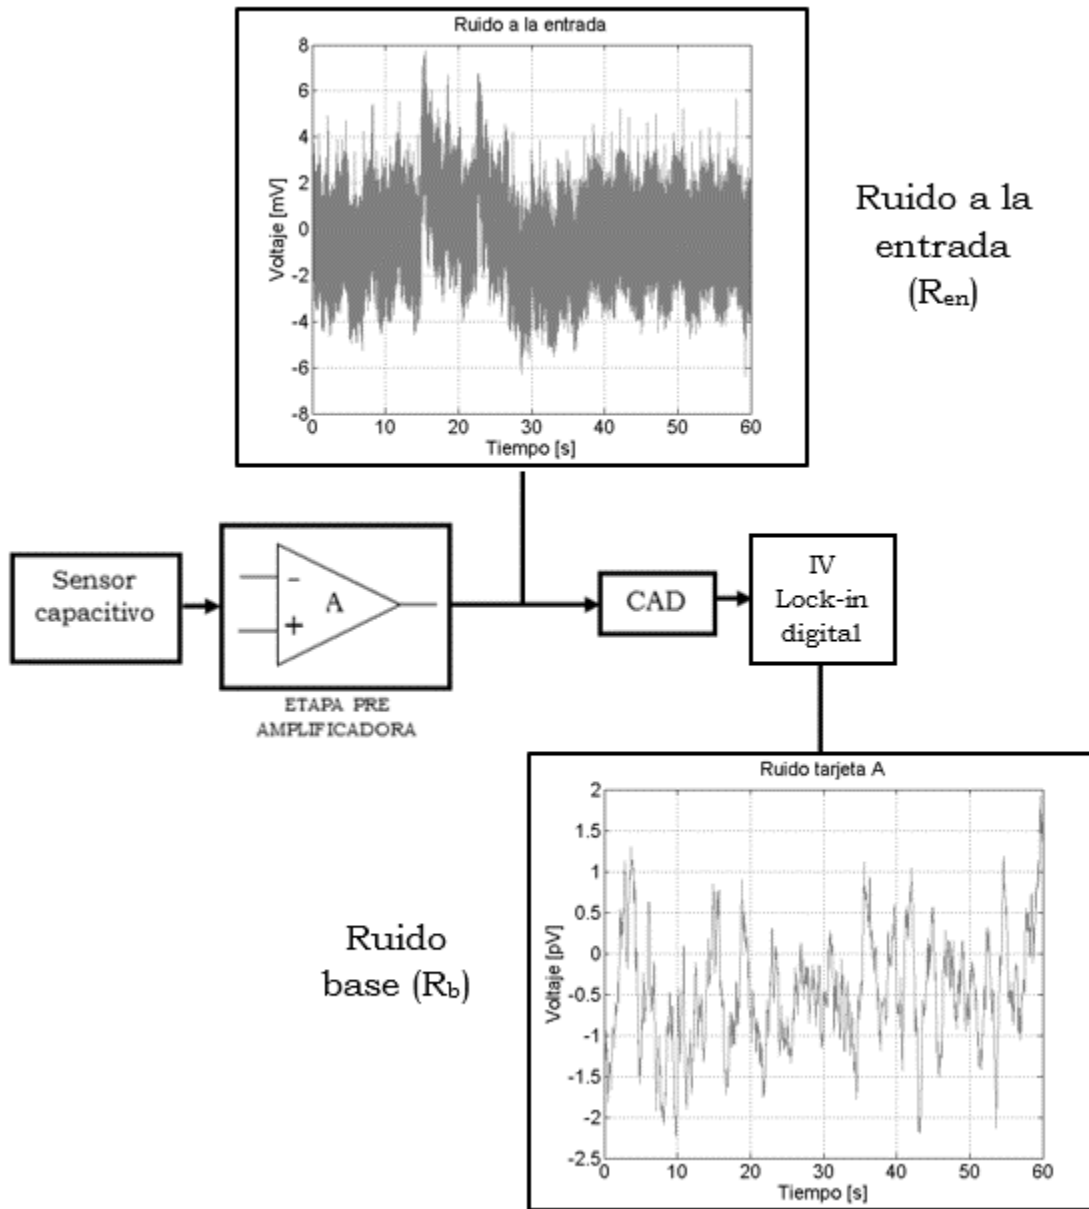 Ruido a la entrada
8
6
4
2
0
-2
-4
-6
-8
Voltaje [mV]
0 10 20 30 40 50 60
Tiempo [s]
Ruido a la
entrada
(Ren)
Sensor
capacitivo
-
+
A
ETAPA PRE
AMPLIFICADORA
CAD
IV
Lock-in
digital
Ruido tarjeta A
2
1.5
1
0.5
0
-0.5
-1
-1.5
-2
-2.5
Voltaje [pV]
0 10 20 30 40 50 60
Tiempo [s]
Ruido
base (Rb)